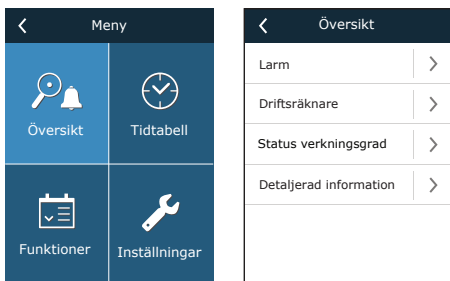 Meny
Översikt
Tidtabell
Funktioner
Inställningar
Översikt
Larm
Driftsräknare
Status verkningsgrad
Detaljerad information